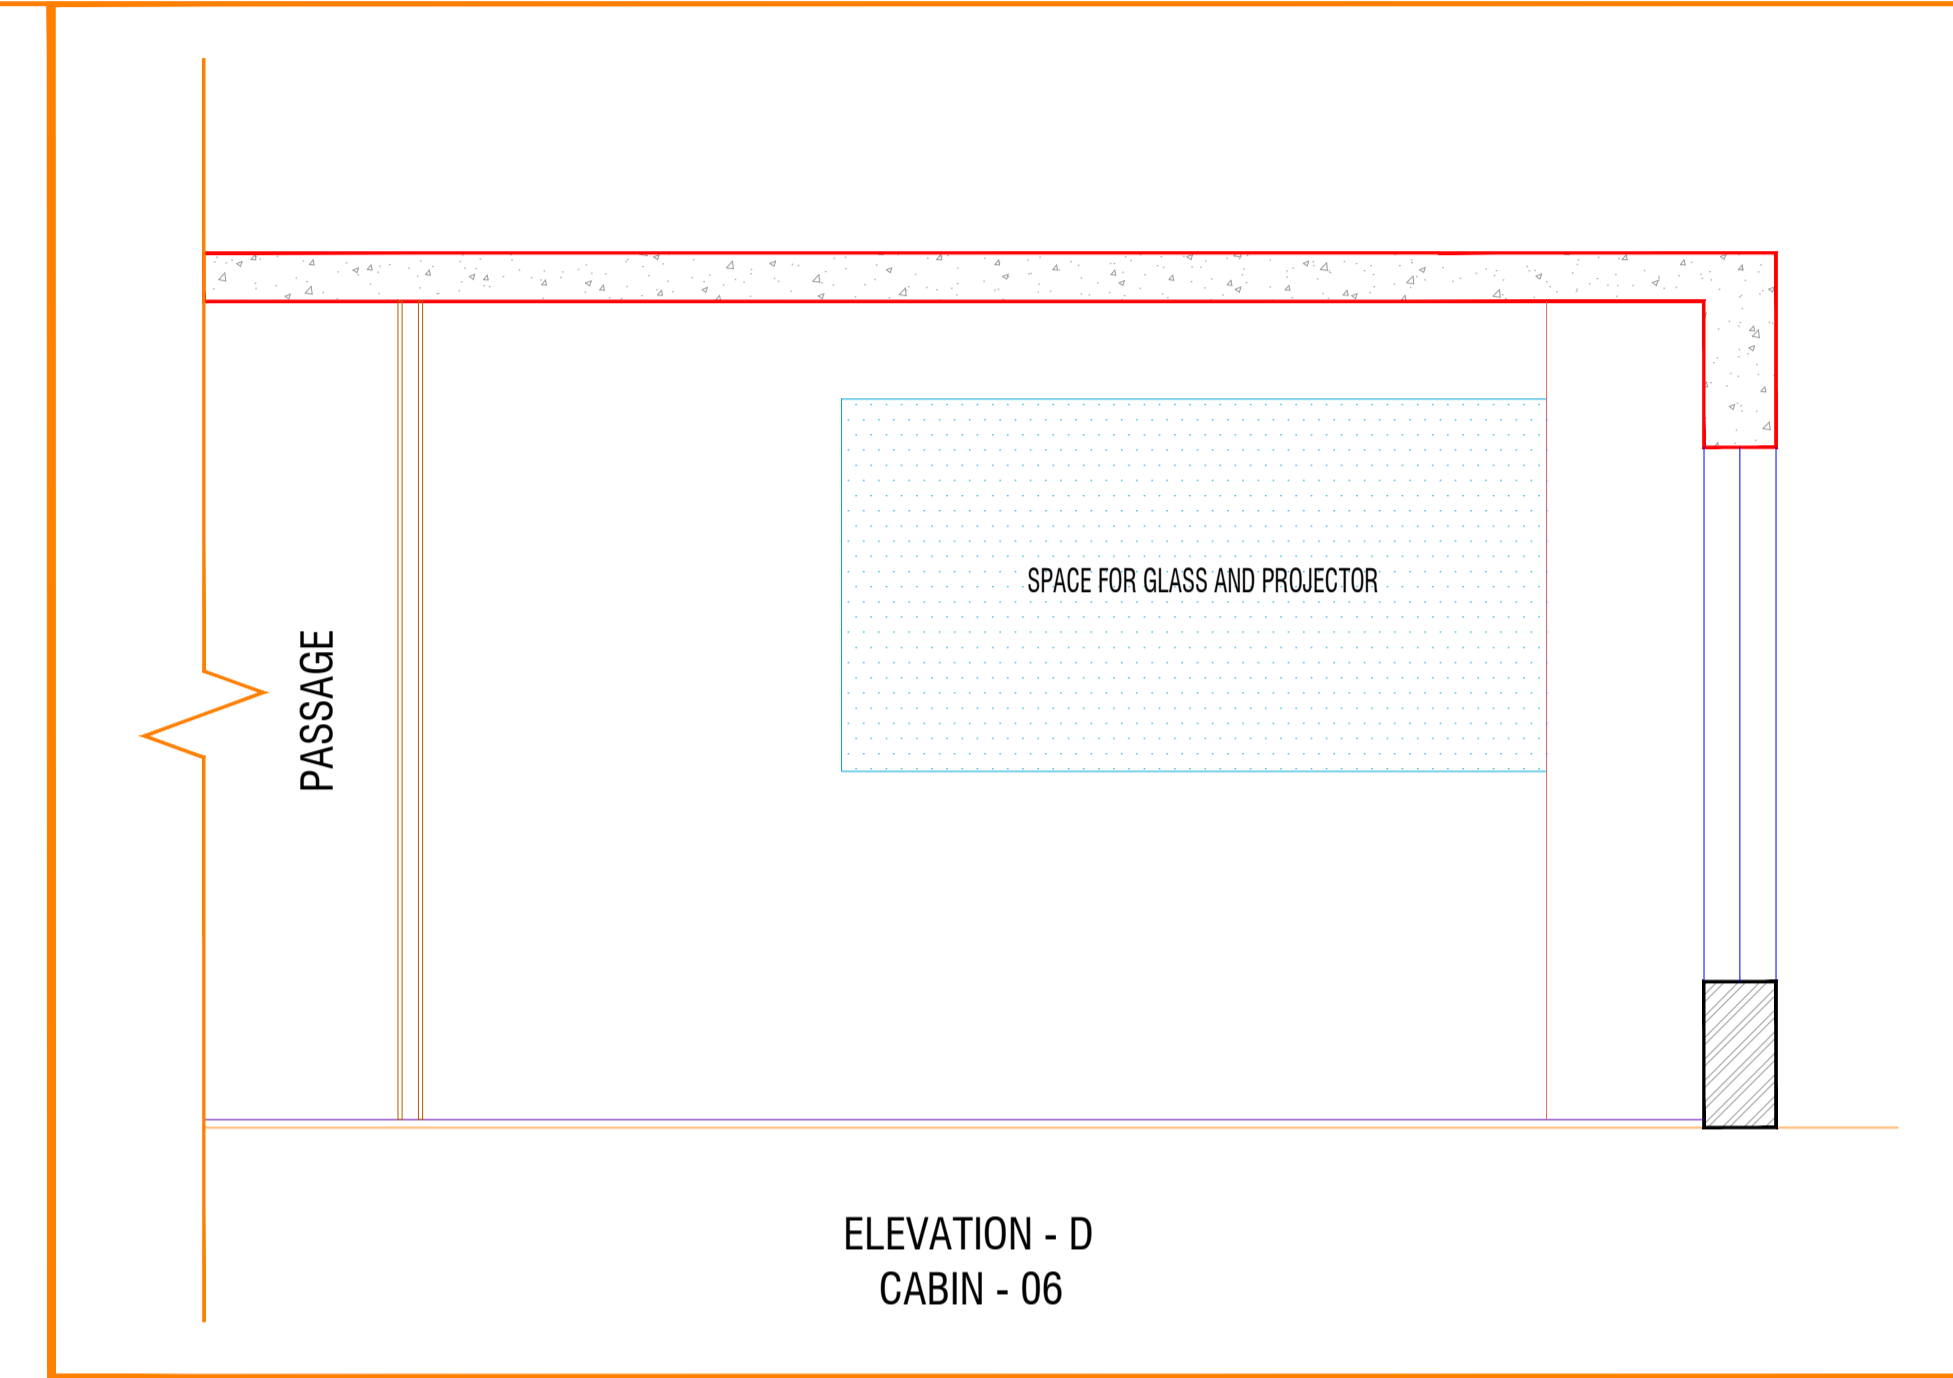 SPACE FOR GLASS AND PROJECTOR
PASSAGE
ELEVATION - D
CABIN - 06